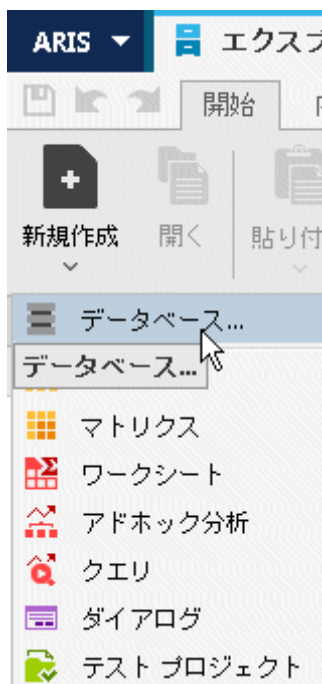 ARIS
エクスプ
開始
新規作成
開く
貼り付
データベース...
データベース...
マトリクス
ワークシート
アドホック分析
クエリ
ダイアログ
テスト プロジェクト